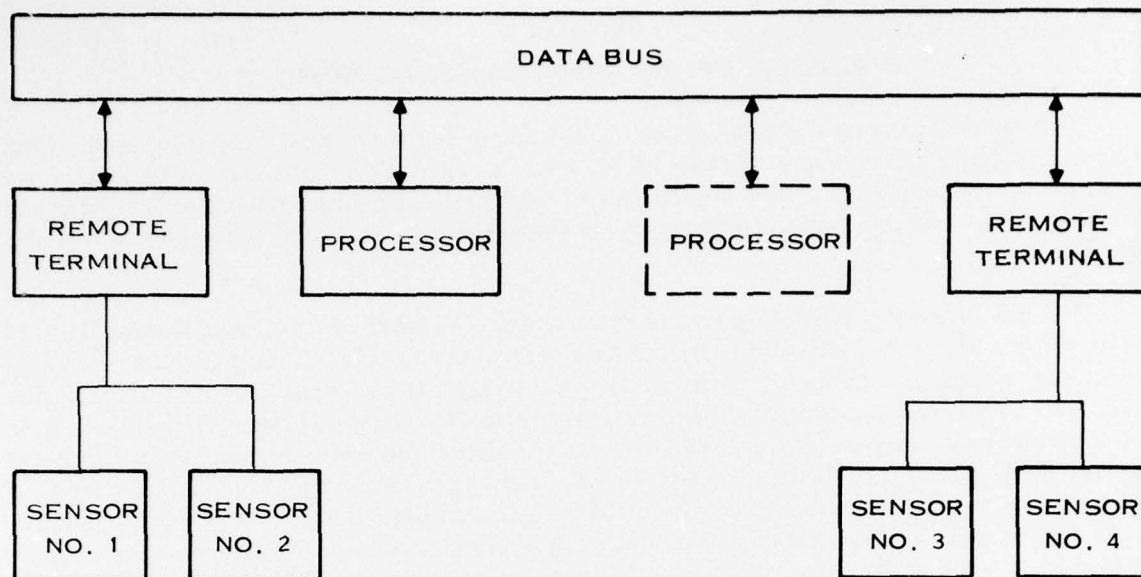 DATA BUS
REMOTE
TERMINAL
PROCESSOR
PROCESSOR
REMOTE
TERMINAL
SENSOR
NO. 1
SENSOR
NO. 2
SENSOR
NO. 3
SENSOR
NO. 4